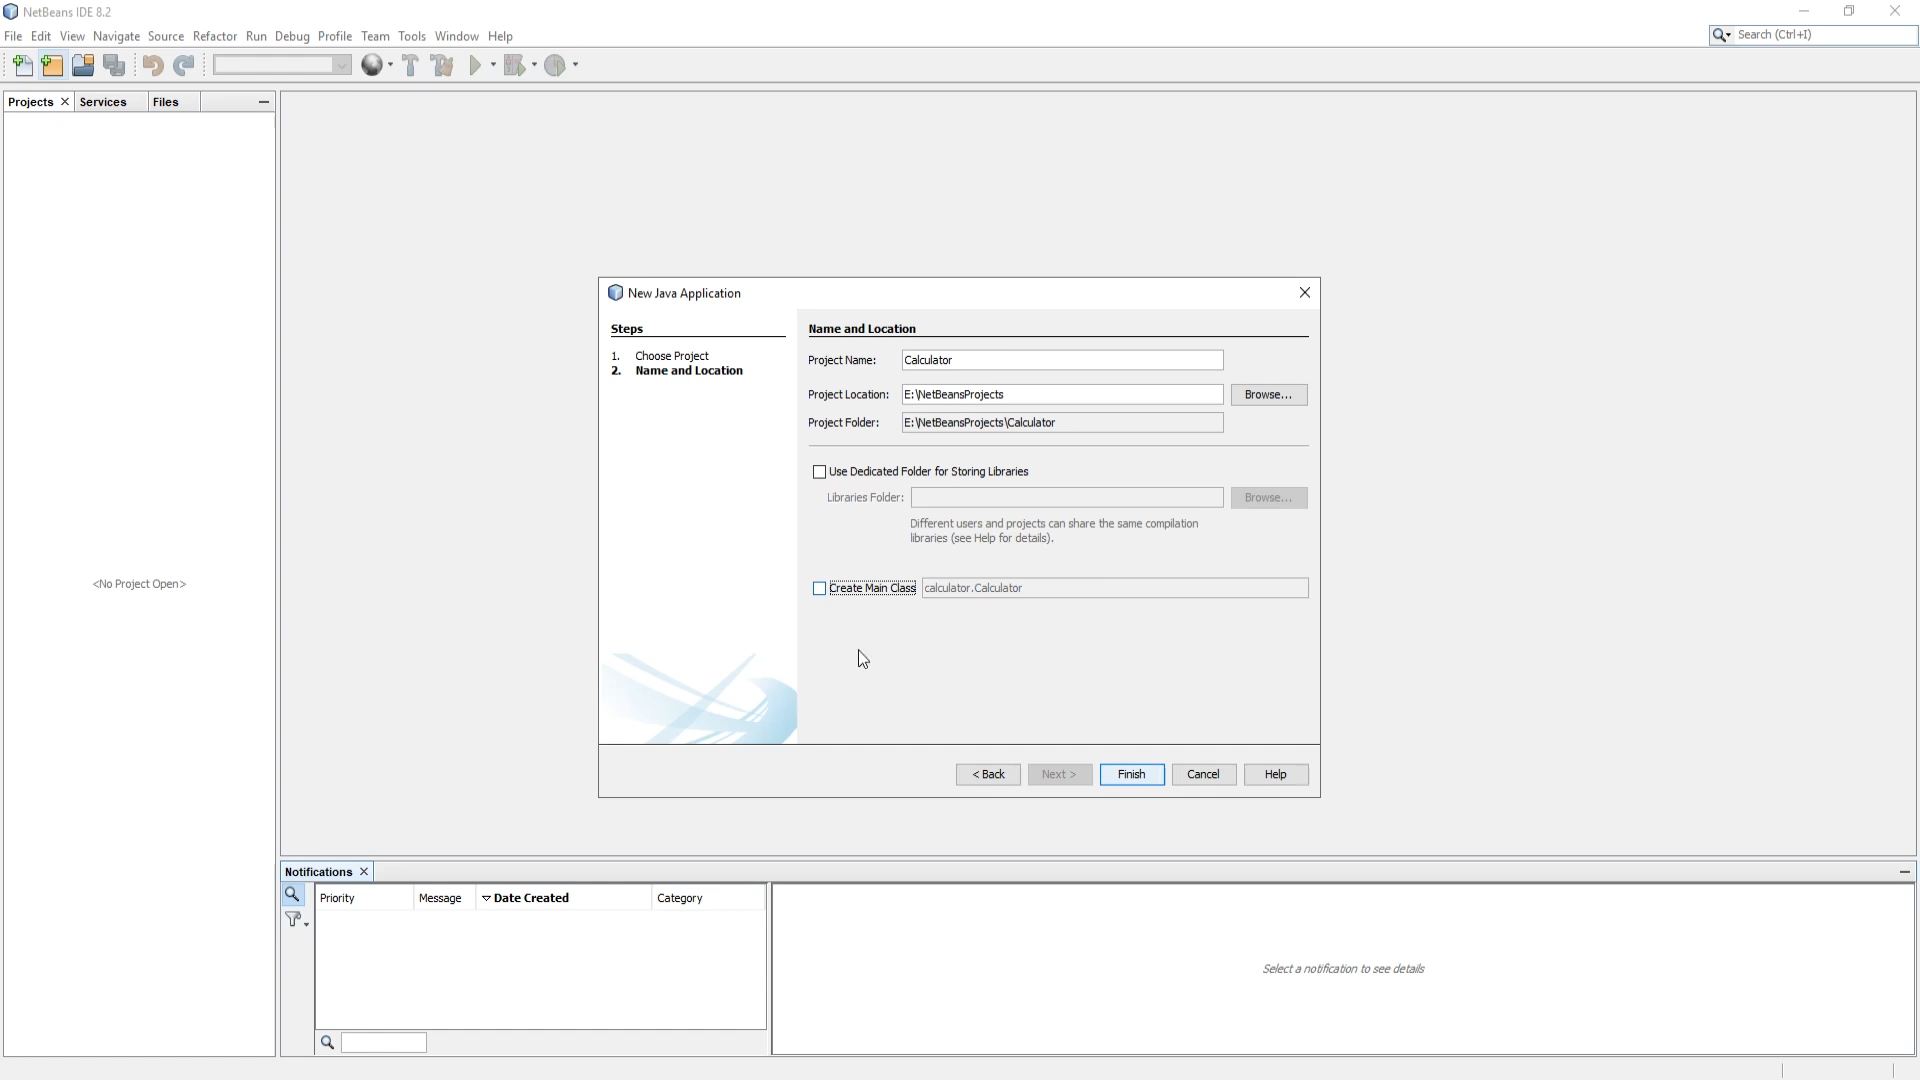 NetBeans IDE 8.2
File Edit View Navigate Source Refactor Run Debug Profile Team Tools Window Help
Search (Ctrl+I)
Projects Services Files
<No Project Open>
New Java Application
Steps
1. Choose Project
2. Name and Location
Name and Location
Project Name: Calculator
Project Location: E:\NetBeansProjects Browse...
Project Folder: E:\NetBeansProjects\Calculator
Use Dedicated Folder for Storing Libraries
Libraries Folder: Browse...
Different users and projects can share the same compilation
libraries (see Help for details).
Create Main Class calculator.Calculator
< Back Next > Finish Cancel Help
Notifications
Priority Message Date Created Category
Select a notification to see details